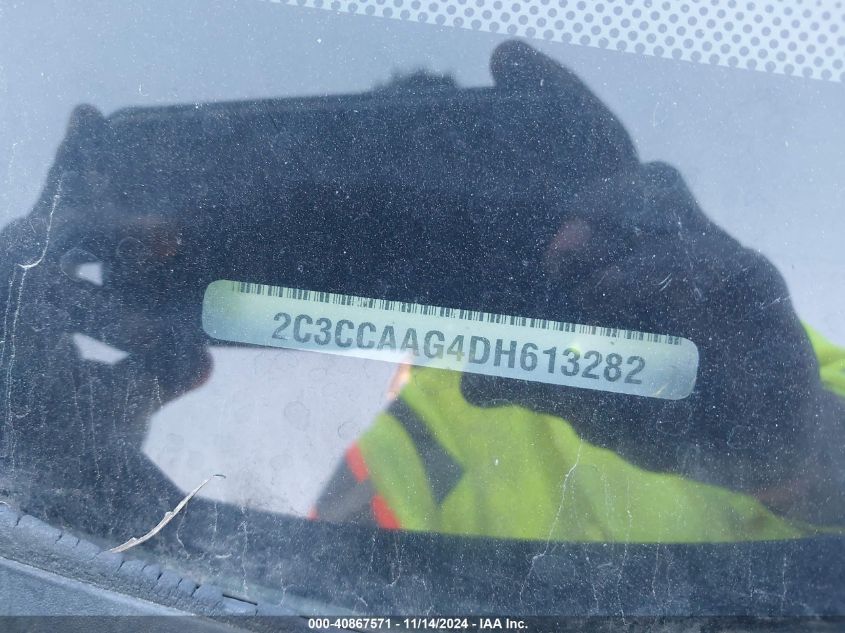 2C3CCAAG4DH613282
000-40867571 - 11/14/2024 - IAA Inc.